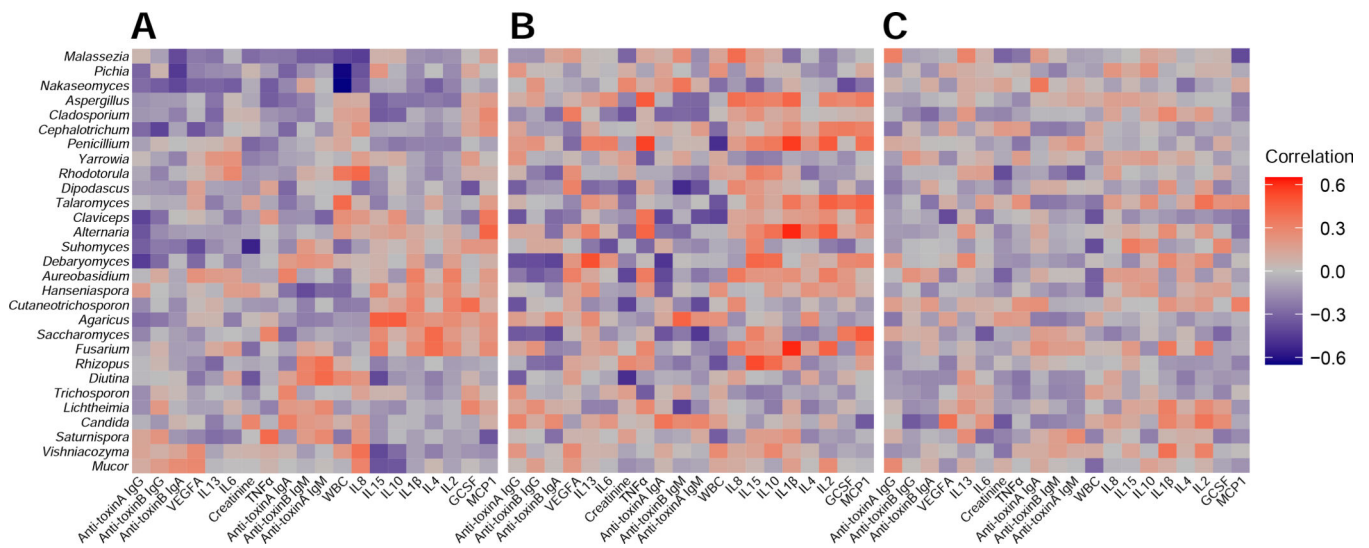 A B C
Malassezia
Pichia
Nakaseomyces
Aspergillus
Cladosporium
Cephalotrichum
Penicillium
Yarrowia
Rhodotorula
Dipodascus
Talaromyces
Claviceps
Alternaria
Suhomyces
Debaryomyces
Aureobasidium
Hanseniaspora
Cutaneotrichosporon
Agaricus
Saccharomyces
Fusarium
Rhizopus
Diutina
Trichosporon
Lichtheimia
Candida
Saturnispora
Vishniacozyma
Mucor
Anti-toxinA IgG
Anti-toxinB IgG
Anti-toxinB IgA
VEGFA
IL13
IL6
Creatinine
TNFα
Anti-toxinA IgA
Anti-toxinB IgM
Anti-toxinA IgM
WBC
IL8
IL15
IL10
IL1β
IL4
IL2
GCSF
MCP1
Anti-toxinA IgG
Anti-toxinB IgG
Anti-toxinB IgA
VEGFA
IL13
IL6
Creatinine
TNFα
Anti-toxinA IgA
Anti-toxinB IgM
Anti-toxinA IgM
WBC
IL8
IL15
IL10
IL1β
IL4
IL2
GCSF
MCP1
Anti-toxinA IgG
Anti-toxinB IgG
Anti-toxinB IgA
VEGFA
IL13
IL6
Creatinine
TNFα
Anti-toxinA IgA
Anti-toxinB IgM
Anti-toxinA IgM
WBC
IL8
IL15
IL10
IL1β
IL4
IL2
GCSF
MCP1
Correlation
0.6
0.3
0.0
−0.3
−0.6